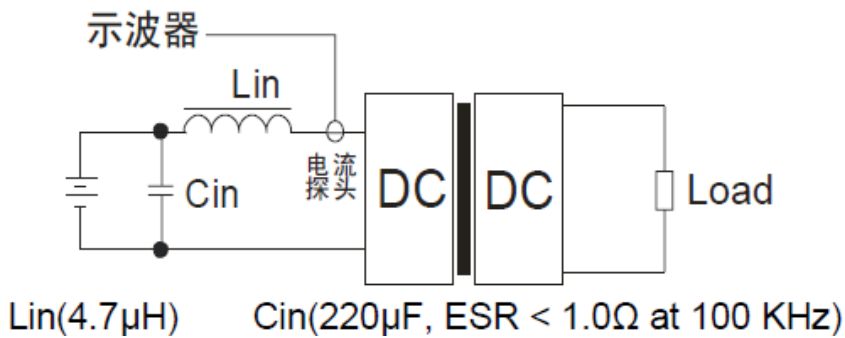 示波器
Lin
电流
探头
Cin
DC
DC
Load
Lin(4.7μH) Cin(220μF, ESR < 1.0Ω at 100 KHz)